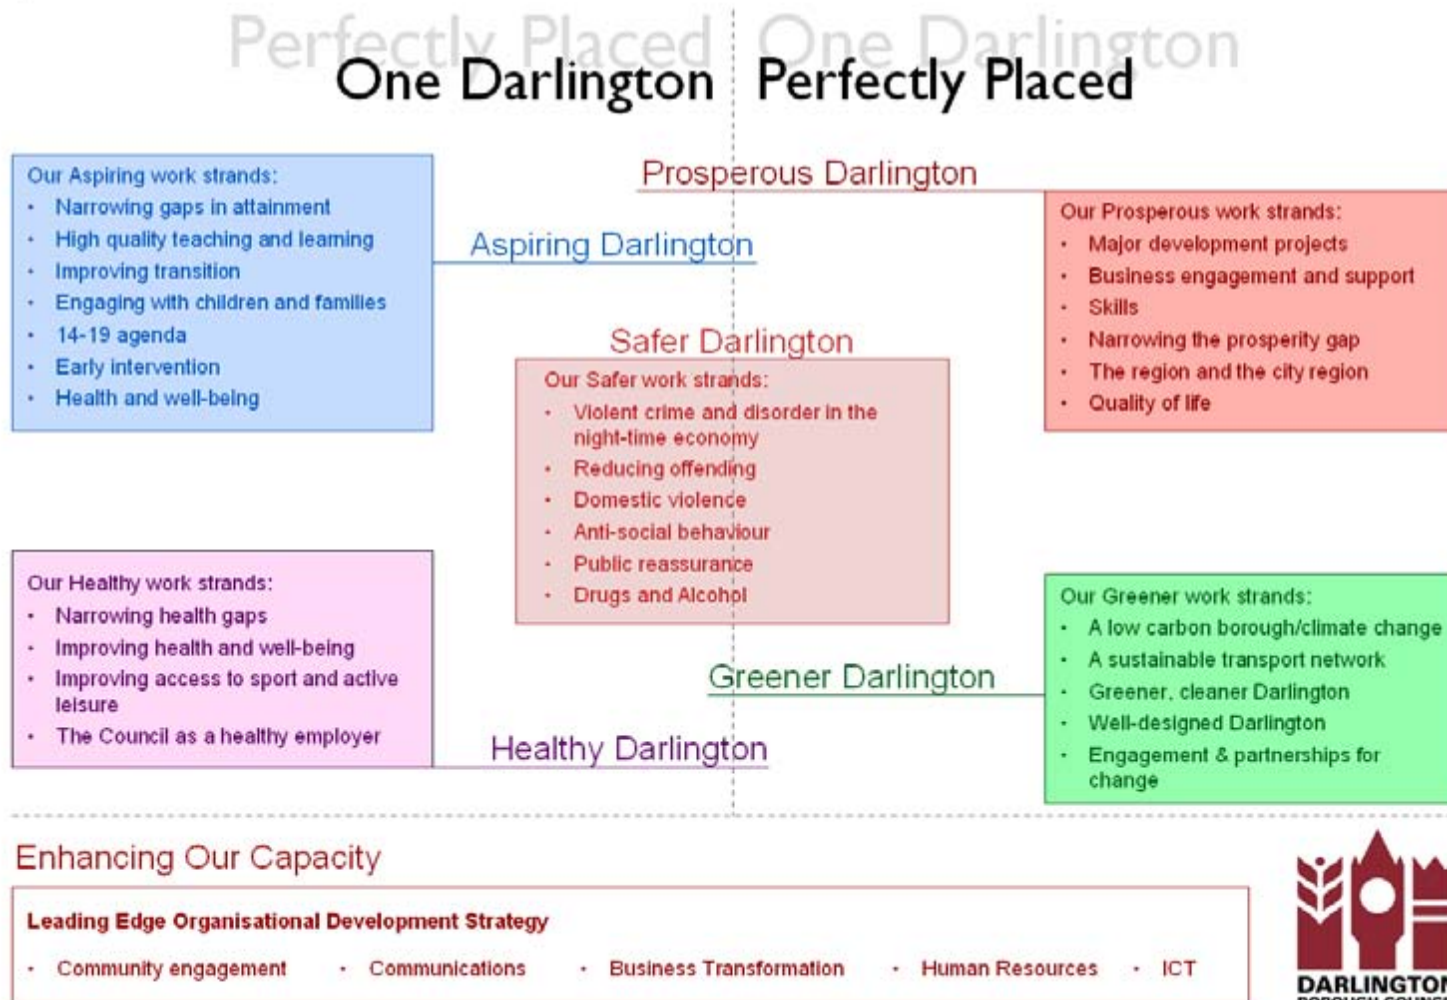 Perfectly Placed One Darlington
One Darlington Perfectly Placed
Our Aspiring work strands:
• Narrowing gaps in attainment
• High quality teaching and learning
• Improving transition
• Engaging with children and families
• 14-19 agenda
• Early intervention
• Health and well-being
Aspiring Darlington
Prosperous Darlington
Our Prosperous work strands:
• Major development projects
• Business engagement and support
• Skills
• Narrowing the prosperity gap
• The region and the city region
• Quality of life
Safer Darlington
Our Safer work strands:
• Violent crime and disorder in the
night-time economy
• Reducing offending
• Domestic violence
• Anti-social behaviour
• Public reassurance
• Drugs and Alcohol
Our Healthy work strands:
• Narrowing health gaps
• Improving health and well-being
• Improving access to sport and active
leisure
• The Council as a healthy employer
Healthy Darlington
Greener Darlington
Our Greener work strands:
• A low carbon borough/climate change
• A sustainable transport network
• Greener, cleaner Darlington
• Well-designed Darlington
• Engagement & partnerships for
change
Enhancing Our Capacity
Leading Edge Organisational Development Strategy
• Community engagement • Communications • Business Transformation • Human Resources • ICT
DARLINGTON